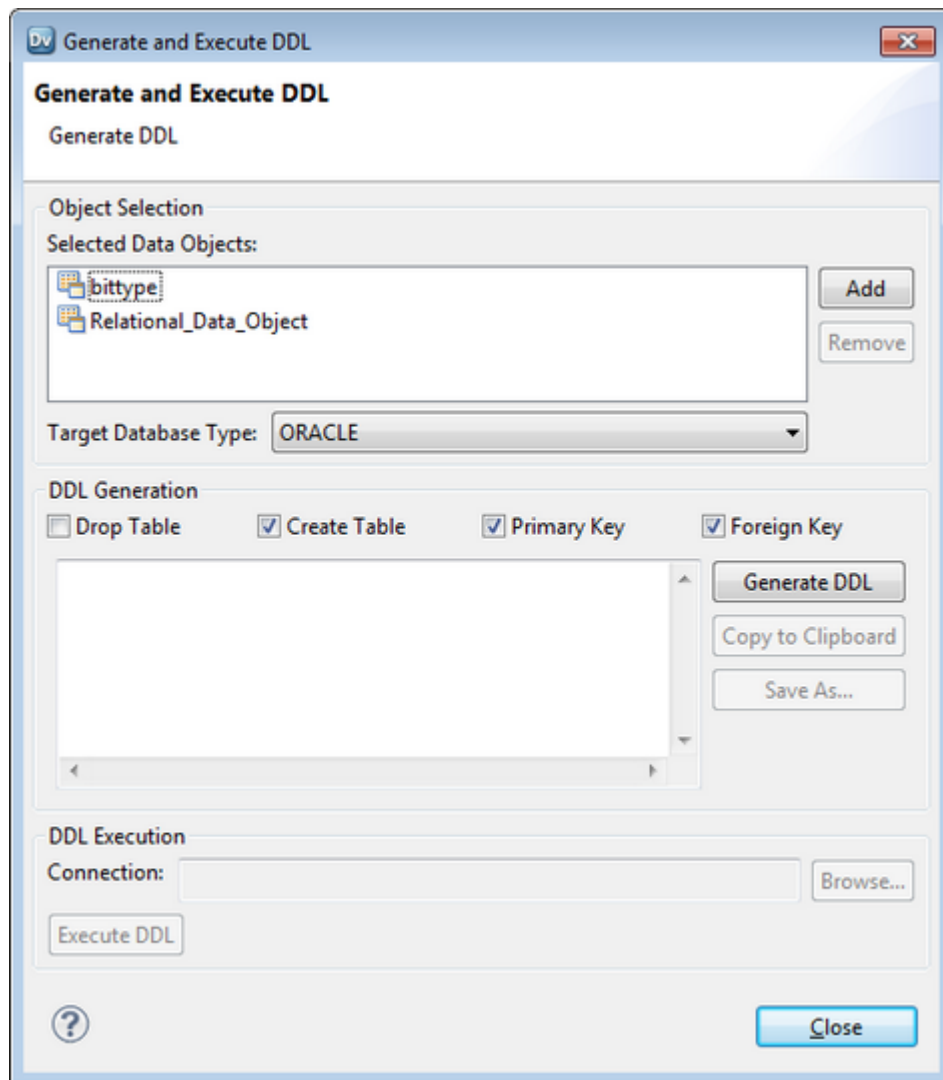 Dv Generate and Execute DDL
Generate and Execute DDL
Generate DDL
Object Selection
Selected Data Objects:
bittype
Add
Relational_Data_Object
Remove
Target Database Type: ORACLE
DDL Generation
Drop Table Create Table Primary Key Foreign Key
Generate DDL
Copy to Clipboard
Save As...
DDL Execution
Connection: Browse...
Execute DDL
? Close